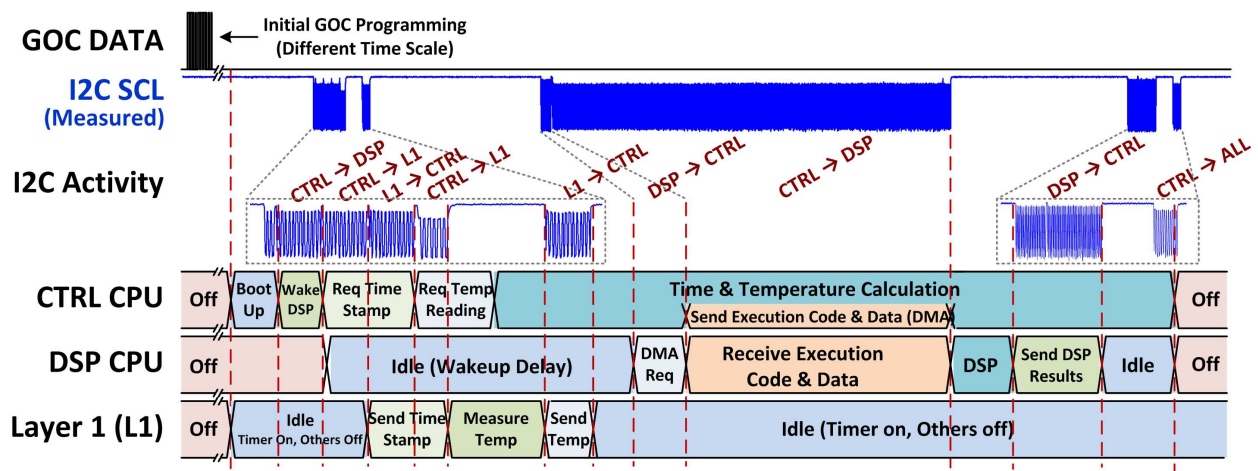 GOC DATA
Initial GOC Programming
(Different Time Scale)
I2C SCL
(Measured)
I2C Activity
CTRL → DSP
CTRL → L1
L1 → CTRL
CTRL → L1
L1 → CTRL
DSP → CTRL
CTRL → DSP
DSP → CTRL
CTRL → ALL
CTRL CPU
Off
Boot
Up
Wake
DSP
Req Time
Stamp
Req Temp
Reading
Time & Temperature Calculation
Send Execution Code & Data (DMA)
Off
DSP CPU
Off
Idle (Wakeup Delay)
DMA
Req
Receive Execution
Code & Data
DSP
Send DSP
Results
Idle
Off
Layer 1 (L1)
Off
Idle
Timer On, Others Off
Send Time
Stamp
Measure
Temp
Send
Temp
Idle (Timer on, Others off)